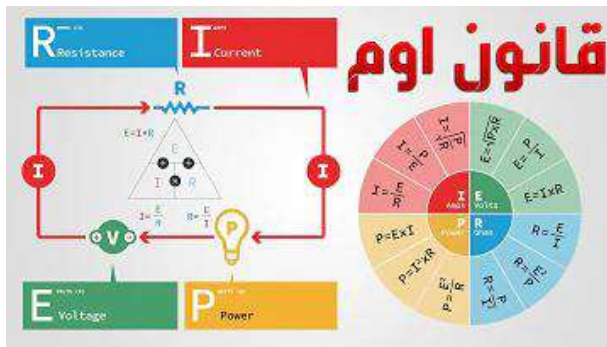 R
Resistance
I
Current
قانون اوم
R
E=I×R
E
I
R
I
I
I=E/R
R=E/I
V
P
E
Voltage
P
Power
I=√P/R
E=√P×R
I=P/E
E=P/I
I=E/R
E=I×R
I
Amps
E
Volts
P
Power
R
Ohms
P=E×I
R=E/I
P=I²×R
R=E²/P
P=E²/R
R=P/I²